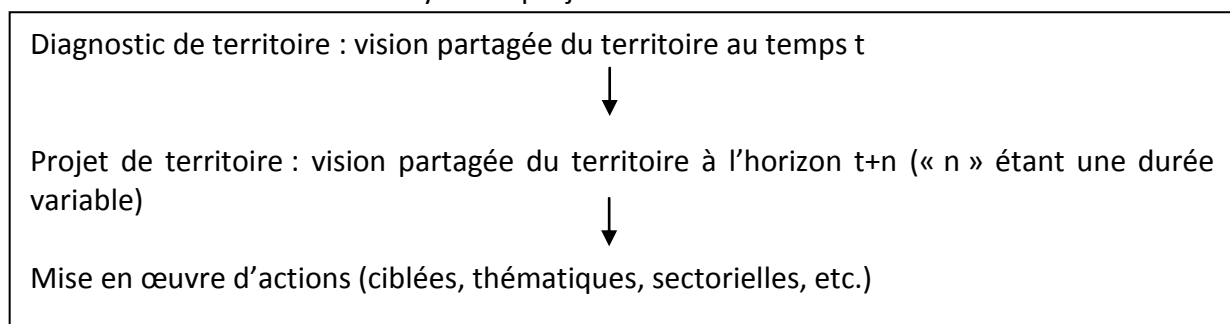 Diagnostic de territoire : vision partagée du territoire au temps t
Projet de territoire : vision partagée du territoire à l’horizon t+n (« n » étant une durée
variable)
Mise en œuvre d’actions (ciblées, thématiques, sectorielles, etc.)